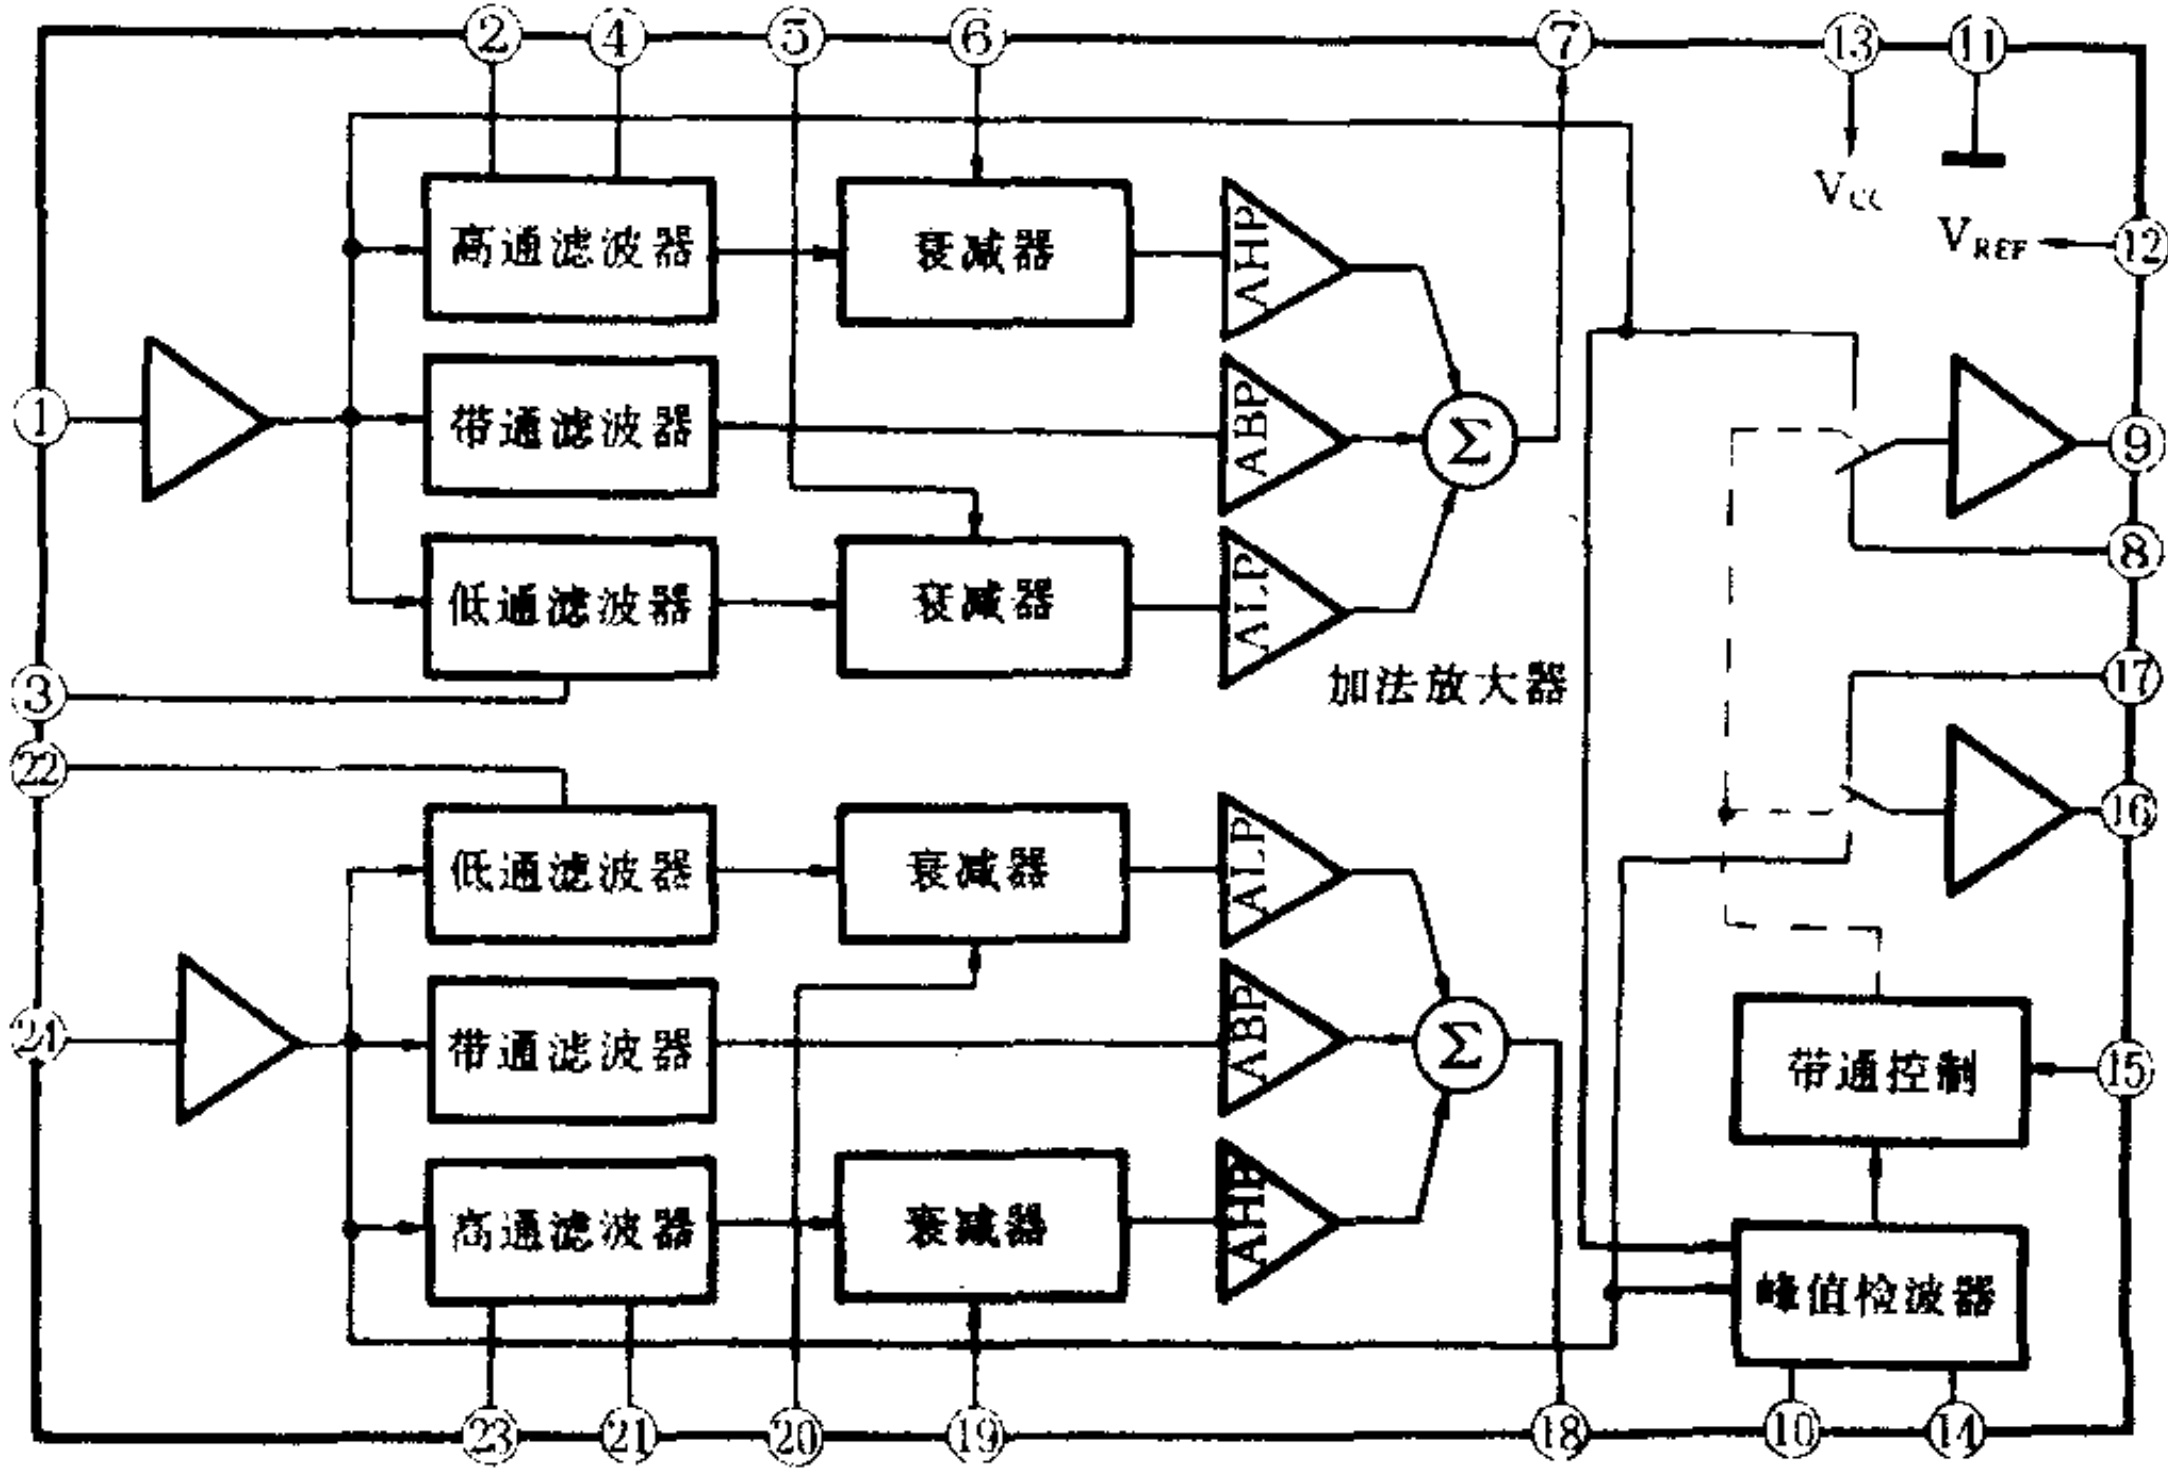 ② ④ ⑤ ⑥ ⑦ ⑬ ⑪
VCC
高通滤波器 衰减器 AHP
VREF ⑫
① 带通滤波器 ABP Σ ⑨
⑧
低通滤波器 衰减器 ALP
③ 加法放大器 ⑰
㉒
低通滤波器 衰减器 ALP ⑯
㉔ 带通滤波器 ABP Σ 带通控制 ⑮
高通滤波器 衰减器 AHP 峰值检波器
㉓ ㉑ ⑳ ⑲ ⑱ ⑩ ⑭